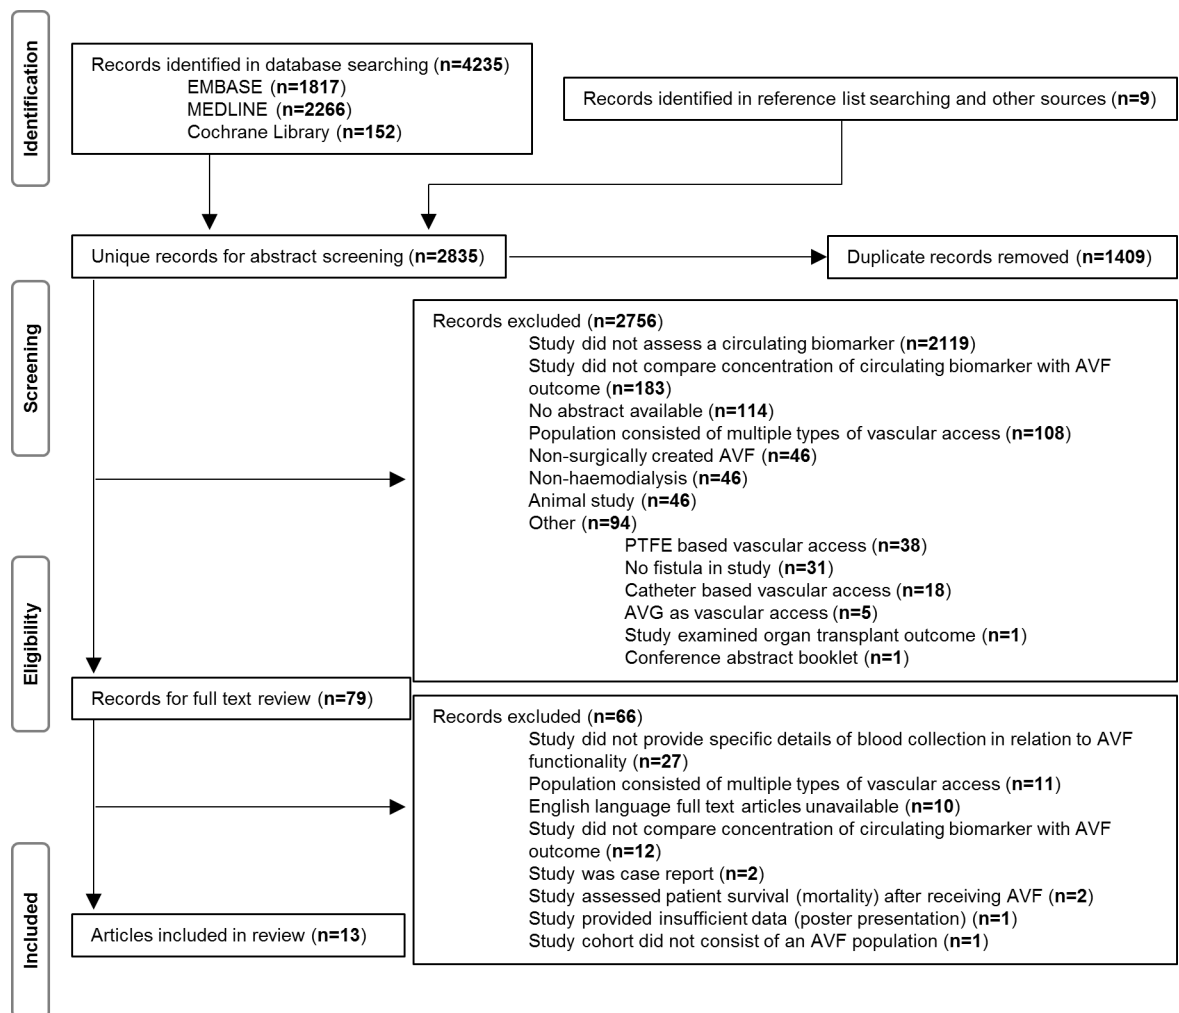 Identification
Records identified in database searching (n=4235)
EMBASE (n=1817)
MEDLINE (n=2266)
Cochrane Library (n=152)
Records identified in reference list searching and other sources (n=9)
Unique records for abstract screening (n=2835)
Duplicate records removed (n=1409)
Screening
Records excluded (n=2756)
Study did not assess a circulating biomarker (n=2119)
Study did not compare concentration of circulating biomarker with AVF
outcome (n=183)
No abstract available (n=114)
Population consisted of multiple types of vascular access (n=108)
Non-surgically created AVF (n=46)
Non-haemodialysis (n=46)
Animal study (n=46)
Other (n=94)
PTFE based vascular access (n=38)
No fistula in study (n=31)
Catheter based vascular access (n=18)
AVG as vascular access (n=5)
Study examined organ transplant outcome (n=1)
Conference abstract booklet (n=1)
Eligibility
Records for full text review (n=79)
Records excluded (n=66)
Study did not provide specific details of blood collection in relation to AVF
functionality (n=27)
Population consisted of multiple types of vascular access (n=11)
English language full text articles unavailable (n=10)
Study did not compare concentration of circulating biomarker with AVF
outcome (n=12)
Study was case report (n=2)
Study assessed patient survival (mortality) after receiving AVF (n=2)
Study provided insufficient data (poster presentation) (n=1)
Study cohort did not consist of an AVF population (n=1)
Included
Articles included in review (n=13)